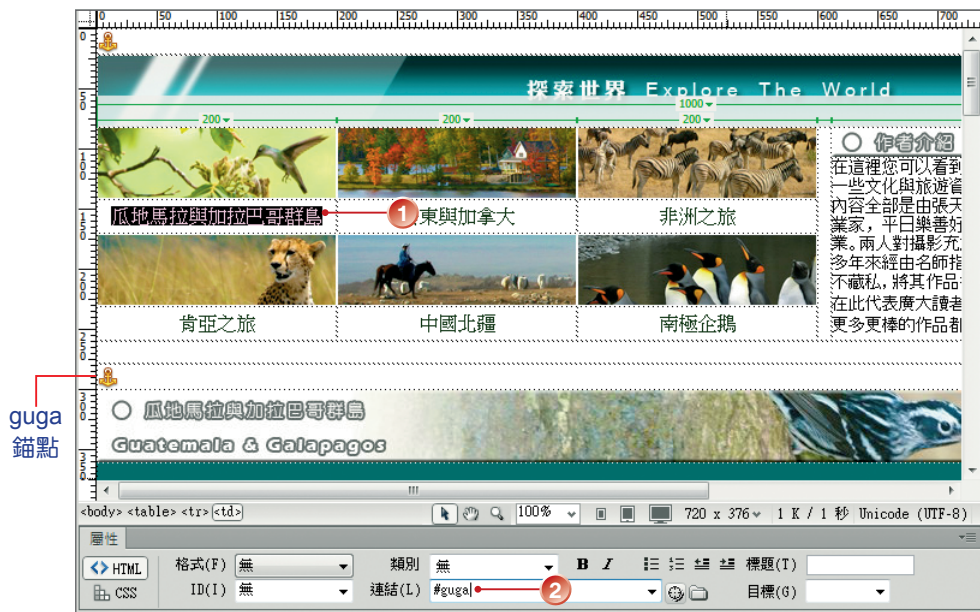 0 50 100 150 200 250 300 350 400 450 500 550 600 650 700
探索世界 Explore The World
1000
200 200 200
作者介紹
在這裡您可以看到
一些文化與旅遊資
內容全部是由張天
業家，平日樂善好
業。兩人對攝影充
多年來經由名師指
不藏私，將其作品
在此代表廣大讀者
更多更棒的作品都
瓜地馬拉與加拉巴哥群島 1 東與加拿大 非洲之旅
肯亞之旅 中國北疆 南極企鵝
guga
錨點
瓜地馬拉與加拉巴哥群島
Guatemala & Galapagos
<body> <table> <tr> <td> 100% 720 x 376 1 K / 1 秒 Unicode (UTF-8)
屬性
<> HTML 格式(F) 無 類別 無 B I 標題(T)
CSS ID(I) 無 連結(L) #guga 2 目標(G)